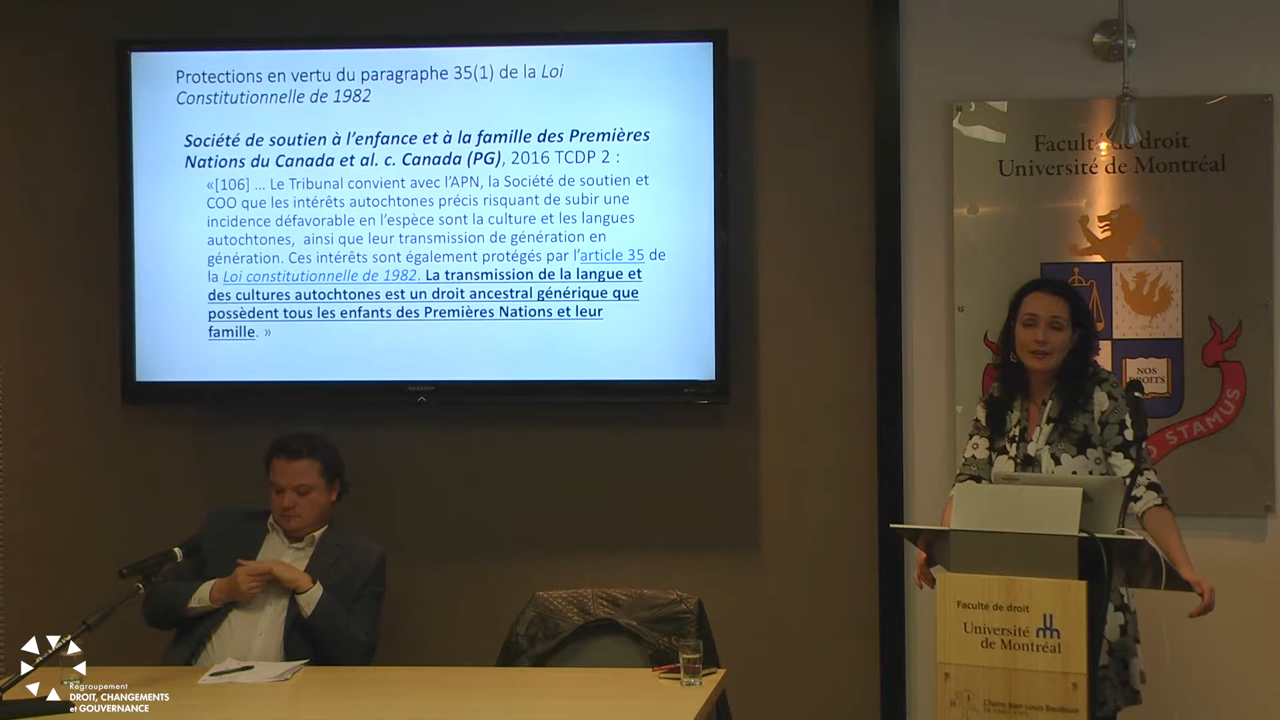 Protections en vertu du paragraphe 35(1) de la Loi
Constitutionnelle de 1982
Société de soutien à l’enfance et à la famille des Premières
Nations du Canada et al. c. Canada (PG), 2016 TCDP 2 :
«[106] ... Le Tribunal convient avec l’APN, la Société de soutien et
COO que les intérêts autochtones précis risquant de subir une
incidence défavorable en l’espèce sont la culture et les langues
autochtones, ainsi que leur transmission de génération en
génération. Ces intérêts sont également protégés par l’article 35 de
la Loi constitutionnelle de 1982. La transmission de la langue et
des cultures autochtones est un droit ancestral générique que
possèdent tous les enfants des Premières Nations et leur
famille. »
Faculté de droit
Université de Montréal
NOS
DROITS
STAMUS
Faculté de droit
Université
de Montréal
Regroupement
DROIT, CHANGEMENTS
et GOUVERNANCE